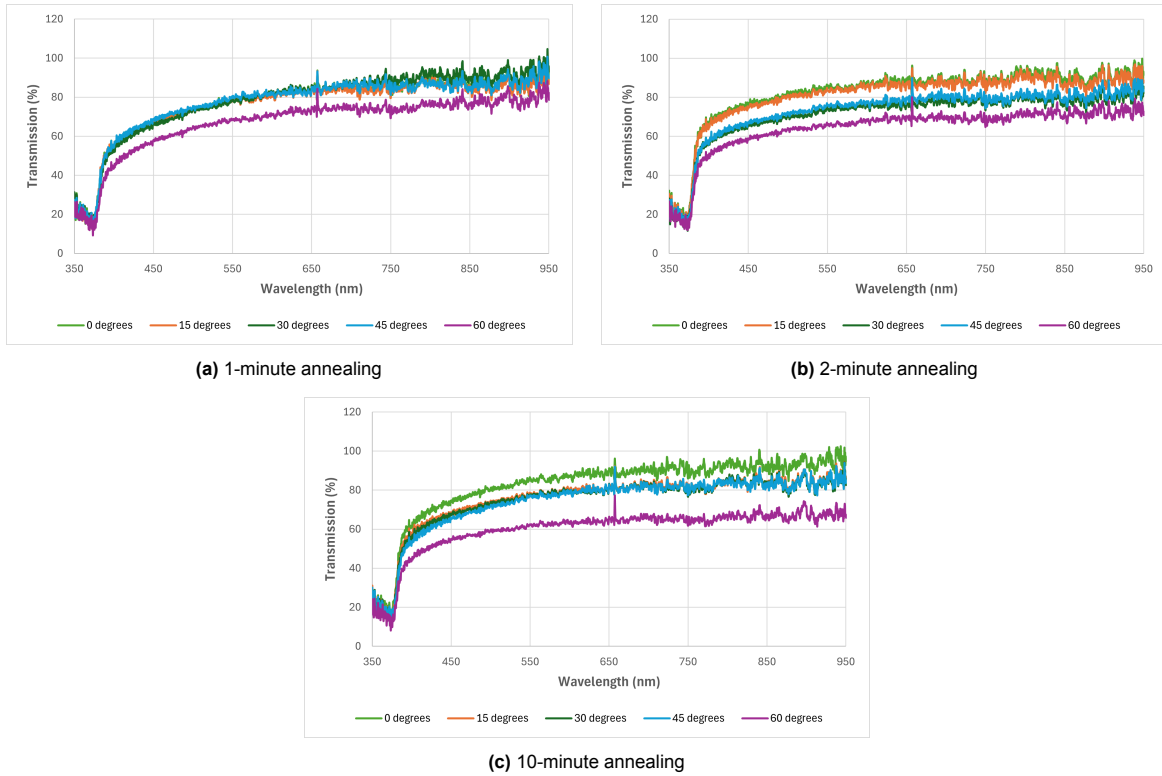 120
100
80
60
40
20
0
Transmission (%)
350 450 550 650 750 850 950
Wavelength (nm)
0 degrees 15 degrees 30 degrees 45 degrees 60 degrees
(a) 1-minute annealing
120
100
80
60
40
20
0
Transmission (%)
350 450 550 650 750 850 950
Wavelength (nm)
0 degrees 15 degrees 30 degrees 45 degrees 60 degrees
(b) 2-minute annealing
120
100
80
60
40
20
0
Transmission (%)
350 450 550 650 750 850 950
Wavelength (nm)
0 degrees 15 degrees 30 degrees 45 degrees 60 degrees
(c) 10-minute annealing